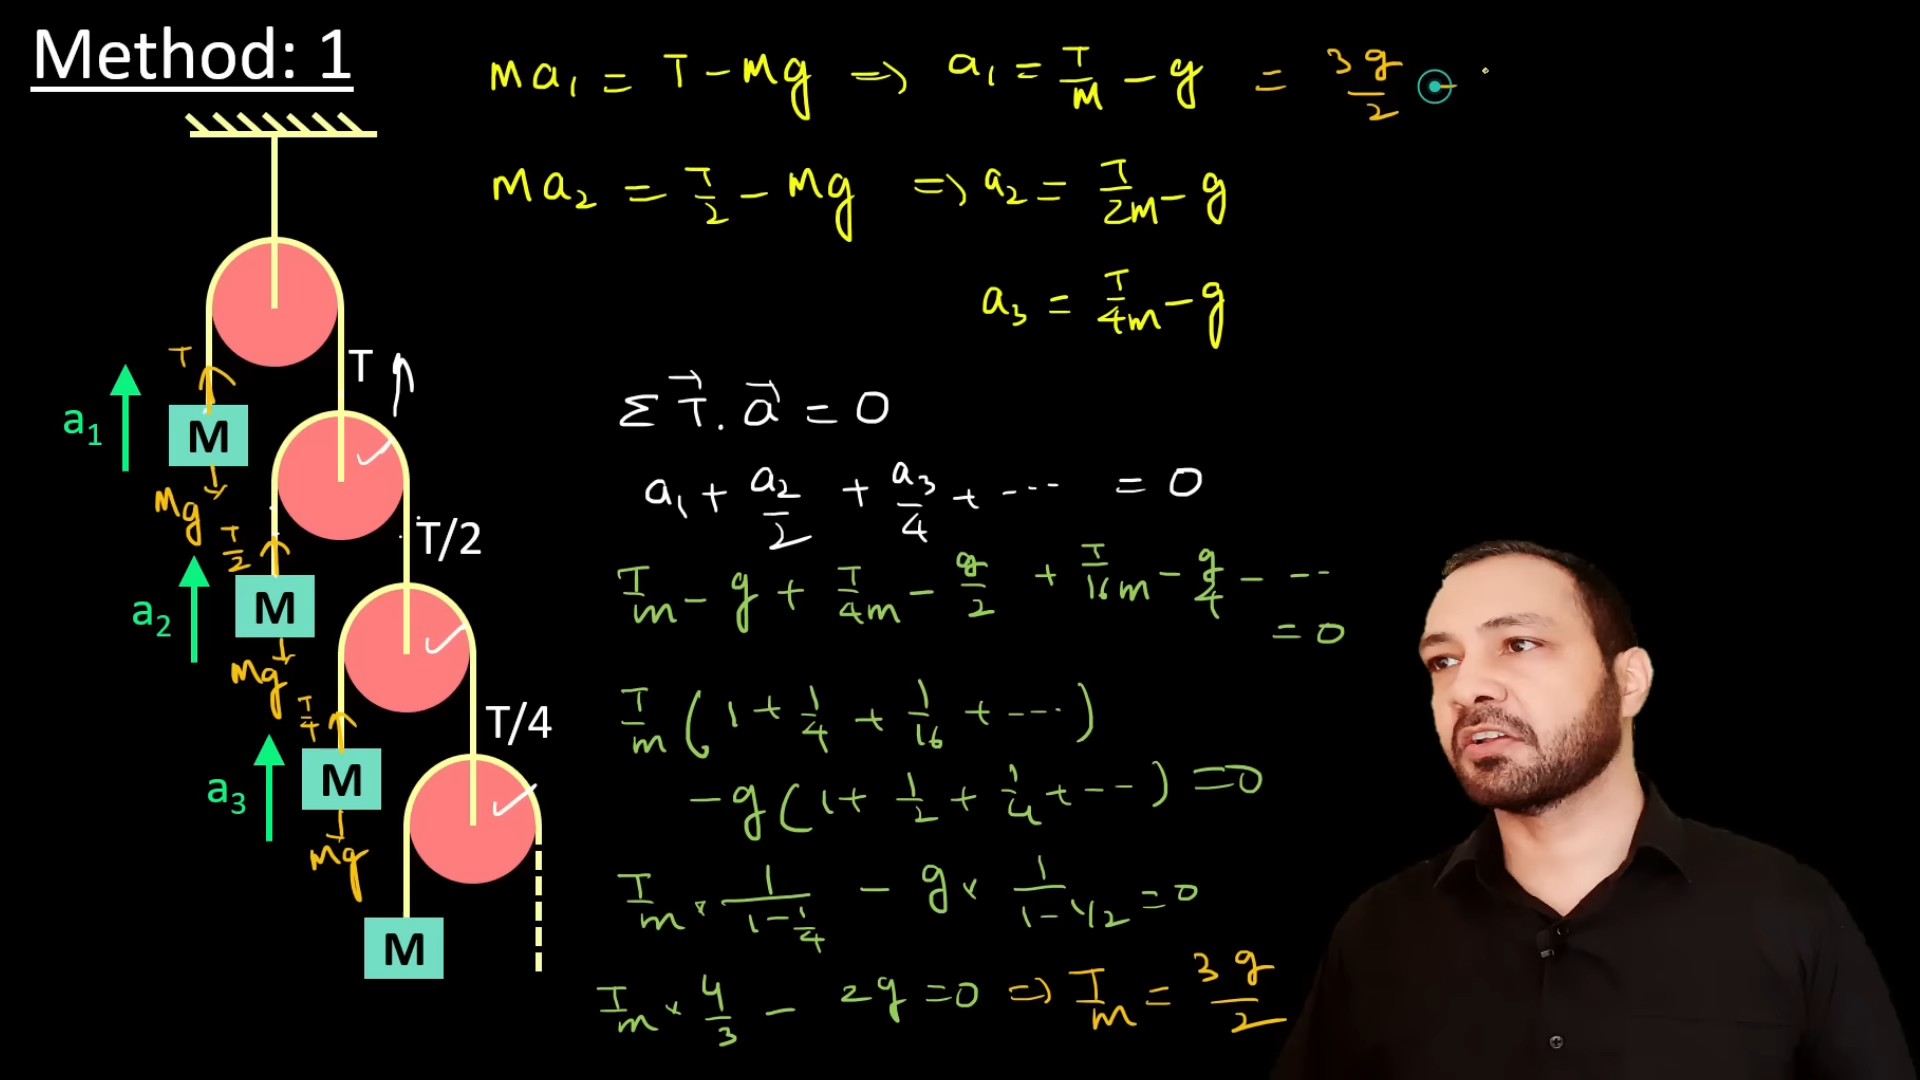 Method: 1
ma₁ = T - Mg => a₁ = T/M - g = 3g/2 -
Ma₂ = T/2 - Mg => a₂ = T/2m - g
a₃ = T/4m - g
Σ T⃗ . a⃗ = 0
a₁ + a₂/2 + a₃/4 + --- = 0
T/m - g + T/4m - g/2 + T/16m - g/4 - --
= 0
T/m (1 + 1/4 + 1/16 + ---)
- g (1 + 1/2 + 1/4 + --) = 0
T/m × 1/(1 - 1/4) - g × 1/(1 - 1/2) = 0
T/m × 4/3 - 2g = 0 => T/m = 3g/2
T
T
a₁
M
Mg
T/2
T/2
a₂
M
Mg
T/4
T/4
a₃
M
Mg
M